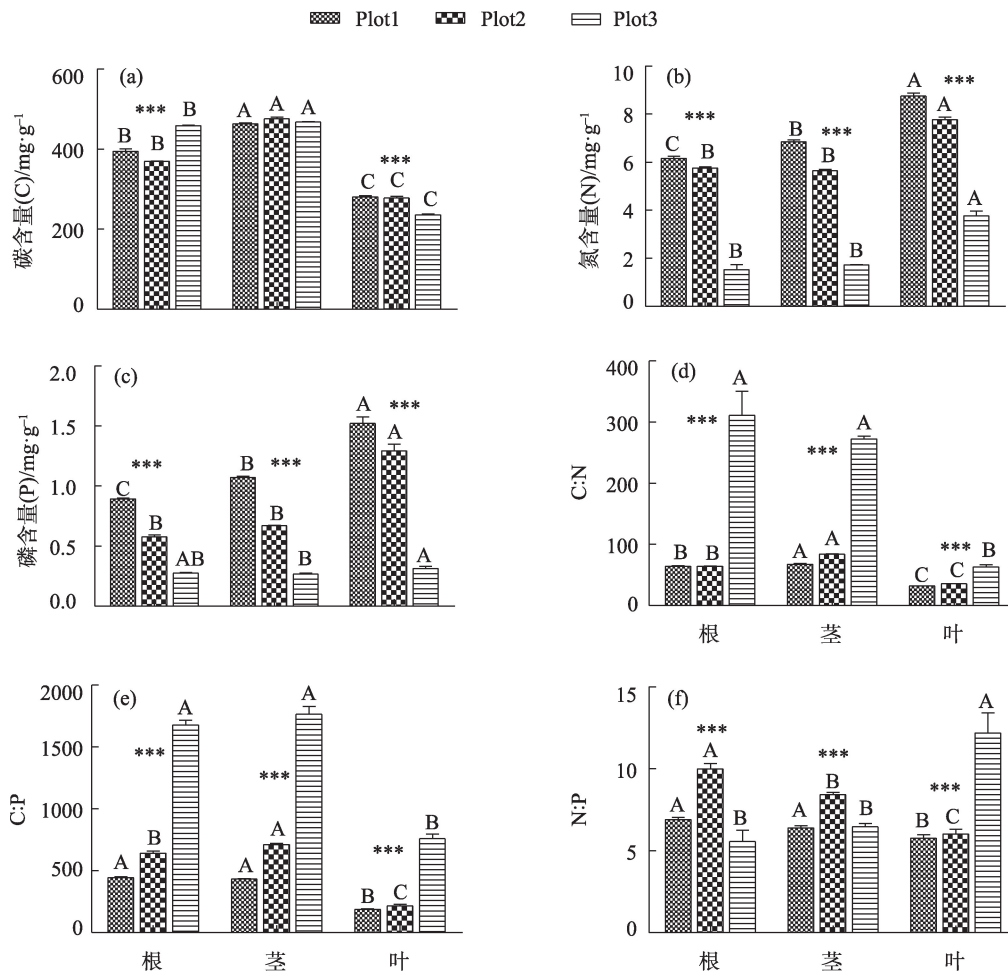 Plot1 Plot2 Plot3
(a)
碳含量(C)/mg·g⁻¹
600
400
200
0
B B *** B
A A A
C C *** C
(b)
氮含量(N)/mg·g⁻¹
10
8
6
4
2
0
C *** B B
B *** B B
A A *** A
(c)
磷含量(P)/mg·g⁻¹
2.0
1.5
1.0
0.5
0.0
C *** B AB
B *** B B
A *** A A
(d)
C:N
400
300
200
100
0
B B *** A
A A *** A
C C *** B
根 茎 叶
(e)
C:P
2000
1500
1000
500
0
A B *** A
A A *** A
B C *** B
根 茎 叶
(f)
N:P
15
10
5
0
A *** A B
A *** B B
B C *** A
根 茎 叶